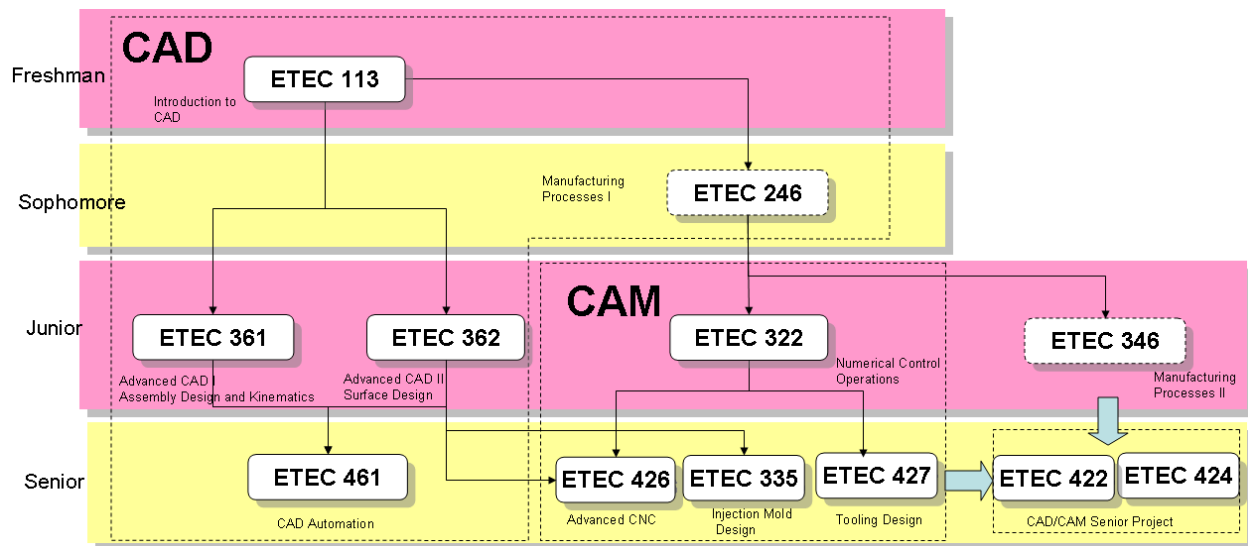 CAD
Freshman
ETEC 113
Introduction to
CAD
Sophomore
Manufacturing
Processes I
ETEC 246
CAM
Junior
ETEC 361
ETEC 362
ETEC 322
ETEC 346
Advanced CAD I
Assembly Design and Kinematics
Advanced CAD II
Surface Design
Numerical Control
Operations
Manufacturing
Processes II
Senior
ETEC 461
ETEC 426
ETEC 335
ETEC 427
ETEC 422
ETEC 424
CAD Automation
Advanced CNC
Injection Mold
Design
Tooling Design
CAD/CAM Senior Project